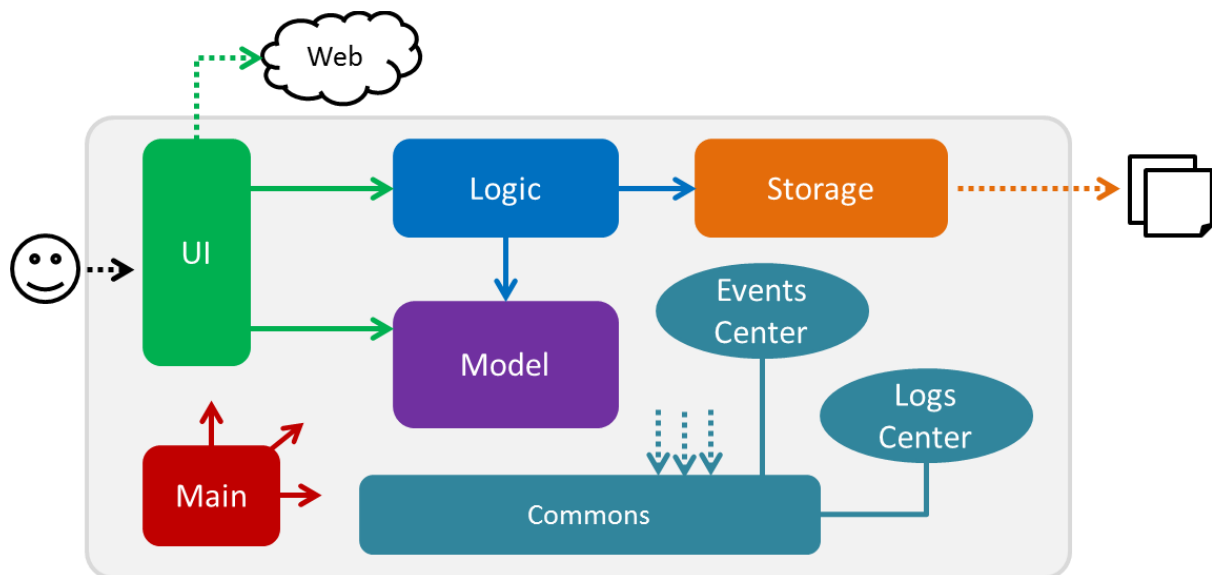 Web
UI
Logic
Storage
Events
Center
Model
Logs
Center
Main
Commons